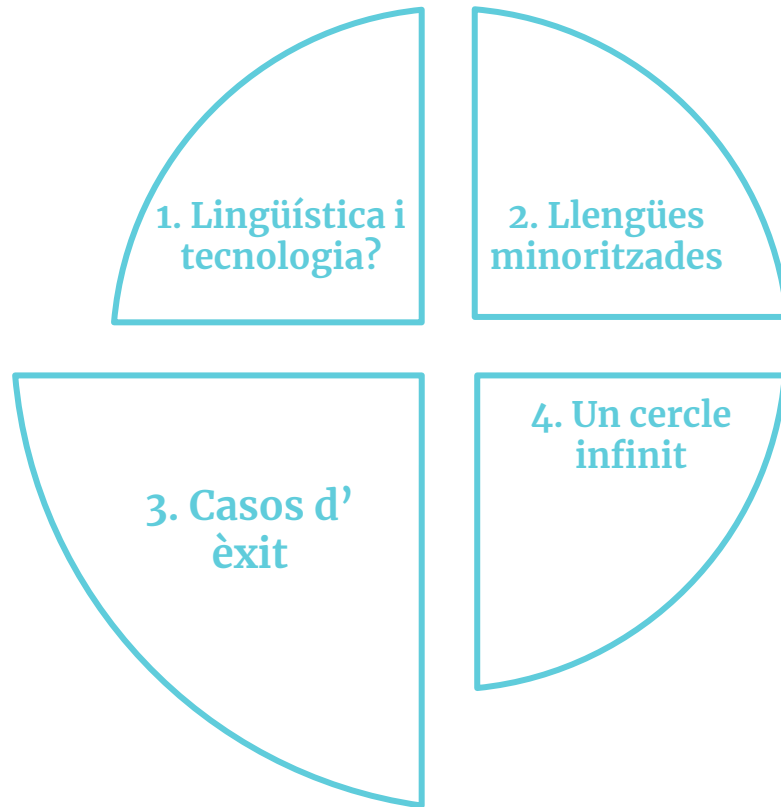 1. Lingüística i
tecnologia?
2. Llengües
minoritzades
3. Casos d’
èxit
4. Un cercle
infinit